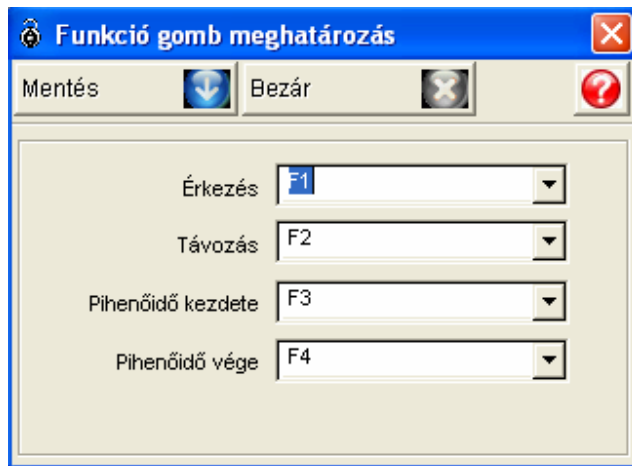 Funkció gomb meghatározás
Mentés Bezár
Érkezés F1
Távozás F2
Pihenőidő kezdete F3
Pihenőidő vége F4